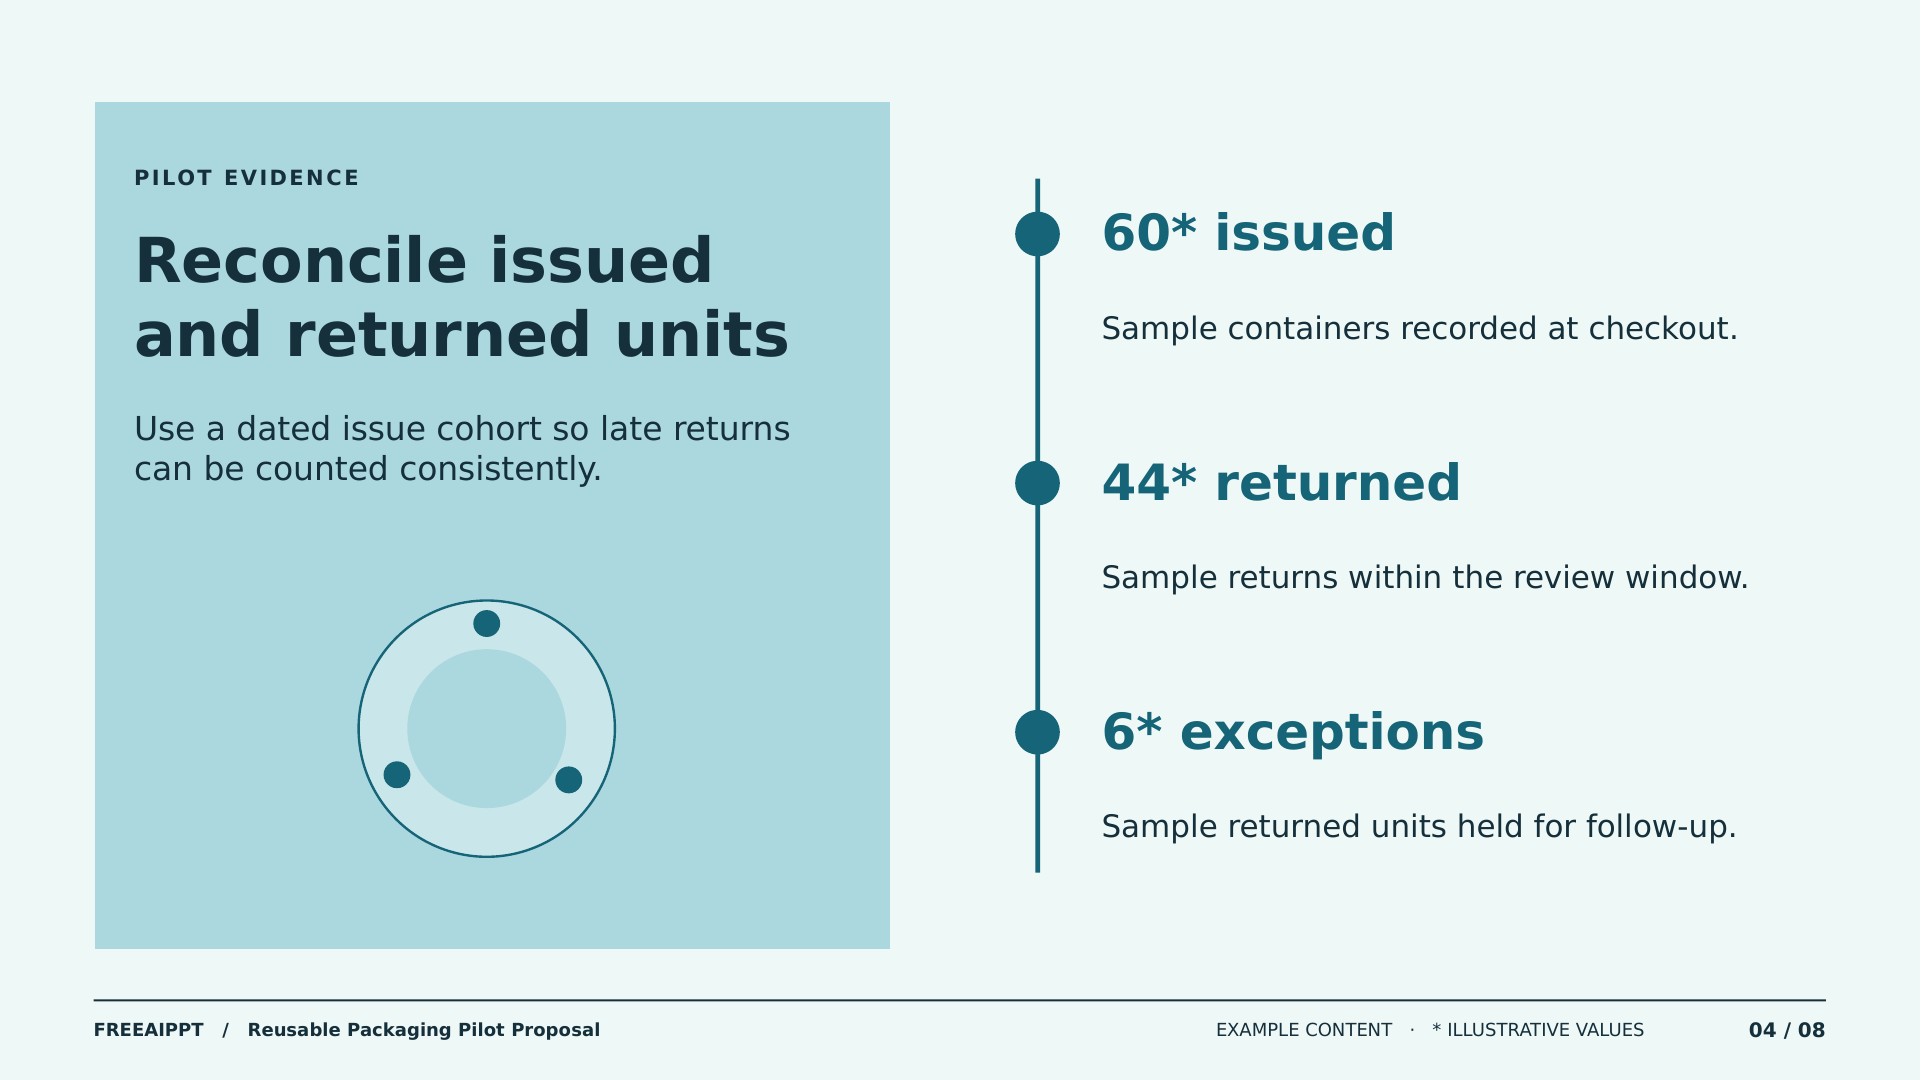 PILOT EVIDENCE
Reconcile issued
and returned units
Use a dated issue cohort so late returns
can be counted consistently.
60* issued
Sample containers recorded at checkout.
44* returned
Sample returns within the review window.
6* exceptions
Sample returned units held for follow-up.
FREEAIPPT / Reusable Packaging Pilot Proposal
EXAMPLE CONTENT · * ILLUSTRATIVE VALUES
04 / 08